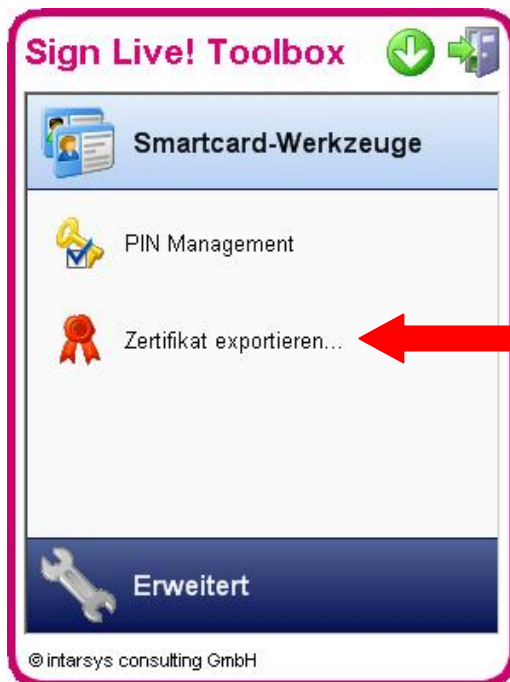 Sign Live! Toolbox
Smartcard-Werkzeuge
PIN Management
Zertifikat exportieren...
Erweitert
© intarsys consulting GmbH